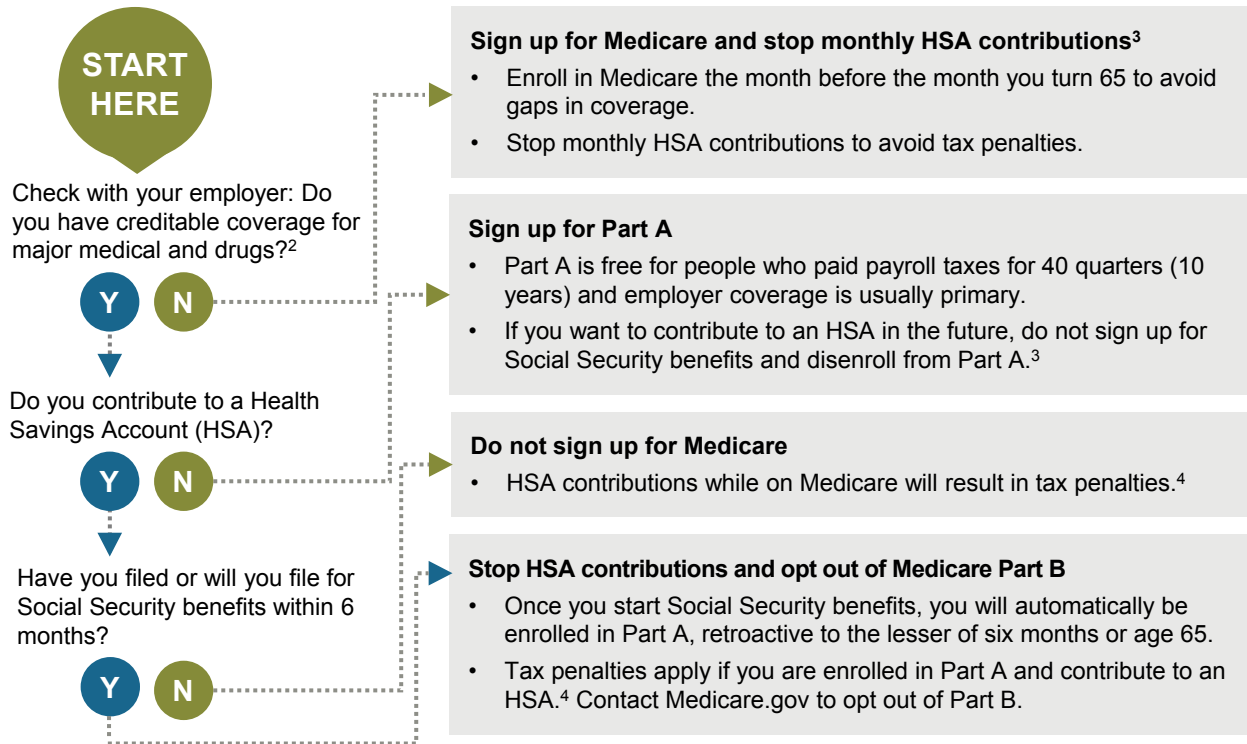 START
HERE
Check with your employer: Do
you have creditable coverage for
major medical and drugs?²
Y N
Do you contribute to a Health
Savings Account (HSA)?
Y N
Have you filed or will you file for
Social Security benefits within 6
months?
Y N
Sign up for Medicare and stop monthly HSA contributions³
• Enroll in Medicare the month before the month you turn 65 to avoid
gaps in coverage.
• Stop monthly HSA contributions to avoid tax penalties.
Sign up for Part A
• Part A is free for people who paid payroll taxes for 40 quarters (10
years) and employer coverage is usually primary.
• If you want to contribute to an HSA in the future, do not sign up for
Social Security benefits and disenroll from Part A.³
Do not sign up for Medicare
• HSA contributions while on Medicare will result in tax penalties.⁴
Stop HSA contributions and opt out of Medicare Part B
• Once you start Social Security benefits, you will automatically be
enrolled in Part A, retroactive to the lesser of six months or age 65.
• Tax penalties apply if you are enrolled in Part A and contribute to an
HSA.⁴ Contact Medicare.gov to opt out of Part B.